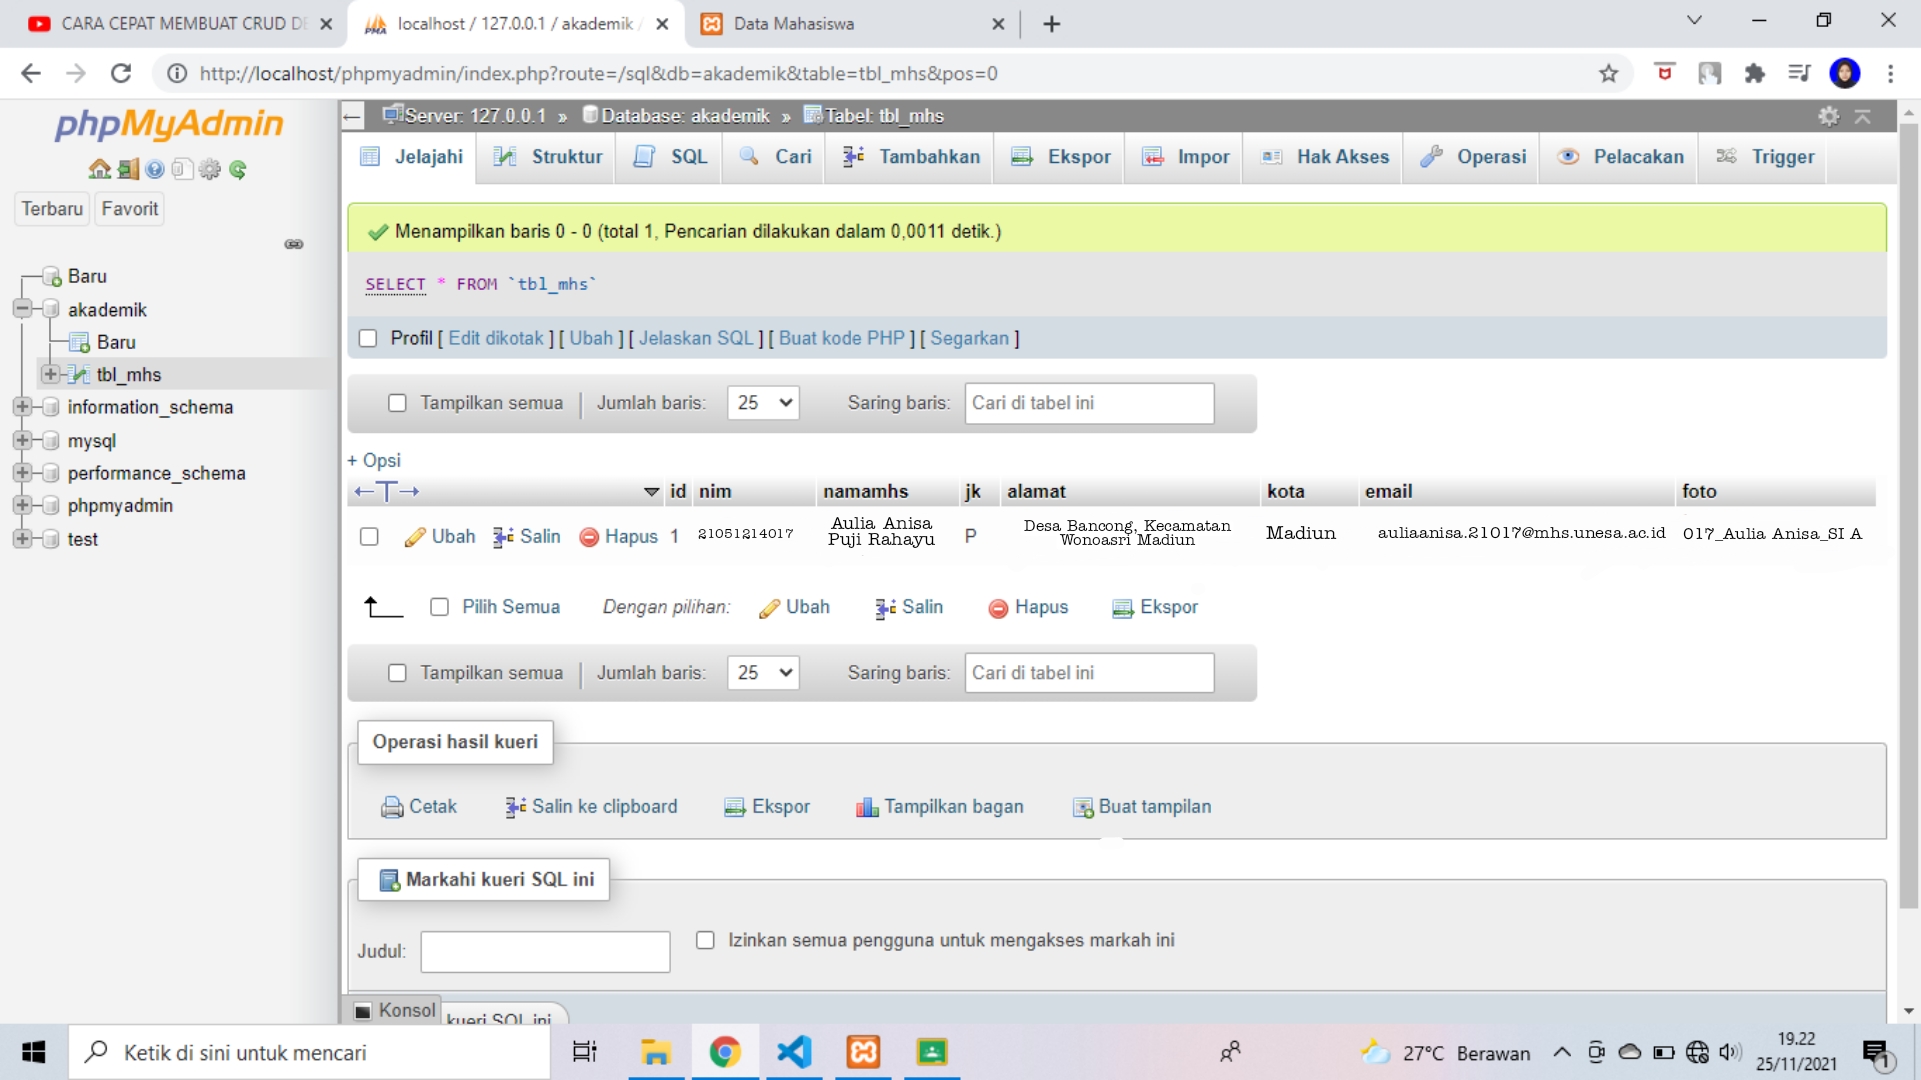 CARA CEPAT MEMBUAT CRUD DE
localhost / 127.0.0.1 / akademik /
Data Mahasiswa
http://localhost/phpmyadmin/index.php?route=/sql&db=akademik&table=tbl_mhs&pos=0
phpMyAdmin
Terbaru Favorit
Baru
akademik
Baru
tbl_mhs
information_schema
mysql
performance_schema
phpmyadmin
test
← Server: 127.0.0.1 » Database: akademik » Tabel: tbl_mhs
Jelajahi Struktur SQL Cari Tambahkan Ekspor Impor Hak Akses Operasi Pelacakan Trigger
Menampilkan baris 0 - 0 (total 1, Pencarian dilakukan dalam 0,0011 detik.)
SELECT * FROM `tbl_mhs`
Profil [ Edit dikotak ] [ Ubah ] [ Jelaskan SQL ] [ Buat kode PHP ] [ Segarkan ]
Tampilkan semua | Jumlah baris: 25 Saring baris: Cari di tabel ini
+ Opsi
←T→ id nim namamhs jk alamat kota email foto
Ubah Salin Hapus 1 21051214017 Aulia Anisa Puji Rahayu P Desa Bancong, Kecamatan Wonoasri Madiun Madiun auliaanisa.21017@mhs.unesa.ac.id 017_Aulia Anisa_SI A
Pilih Semua Dengan pilihan: Ubah Salin Hapus Ekspor
Tampilkan semua | Jumlah baris: 25 Saring baris: Cari di tabel ini
Operasi hasil kueri
Cetak Salin ke clipboard Ekspor Tampilkan bagan Buat tampilan
Markahi kueri SQL ini
Judul: Izinkan semua pengguna untuk mengakses markah ini
Konsol kueri SQL ini
Ketik di sini untuk mencari
27°C Berawan
19.22
25/11/2021
1